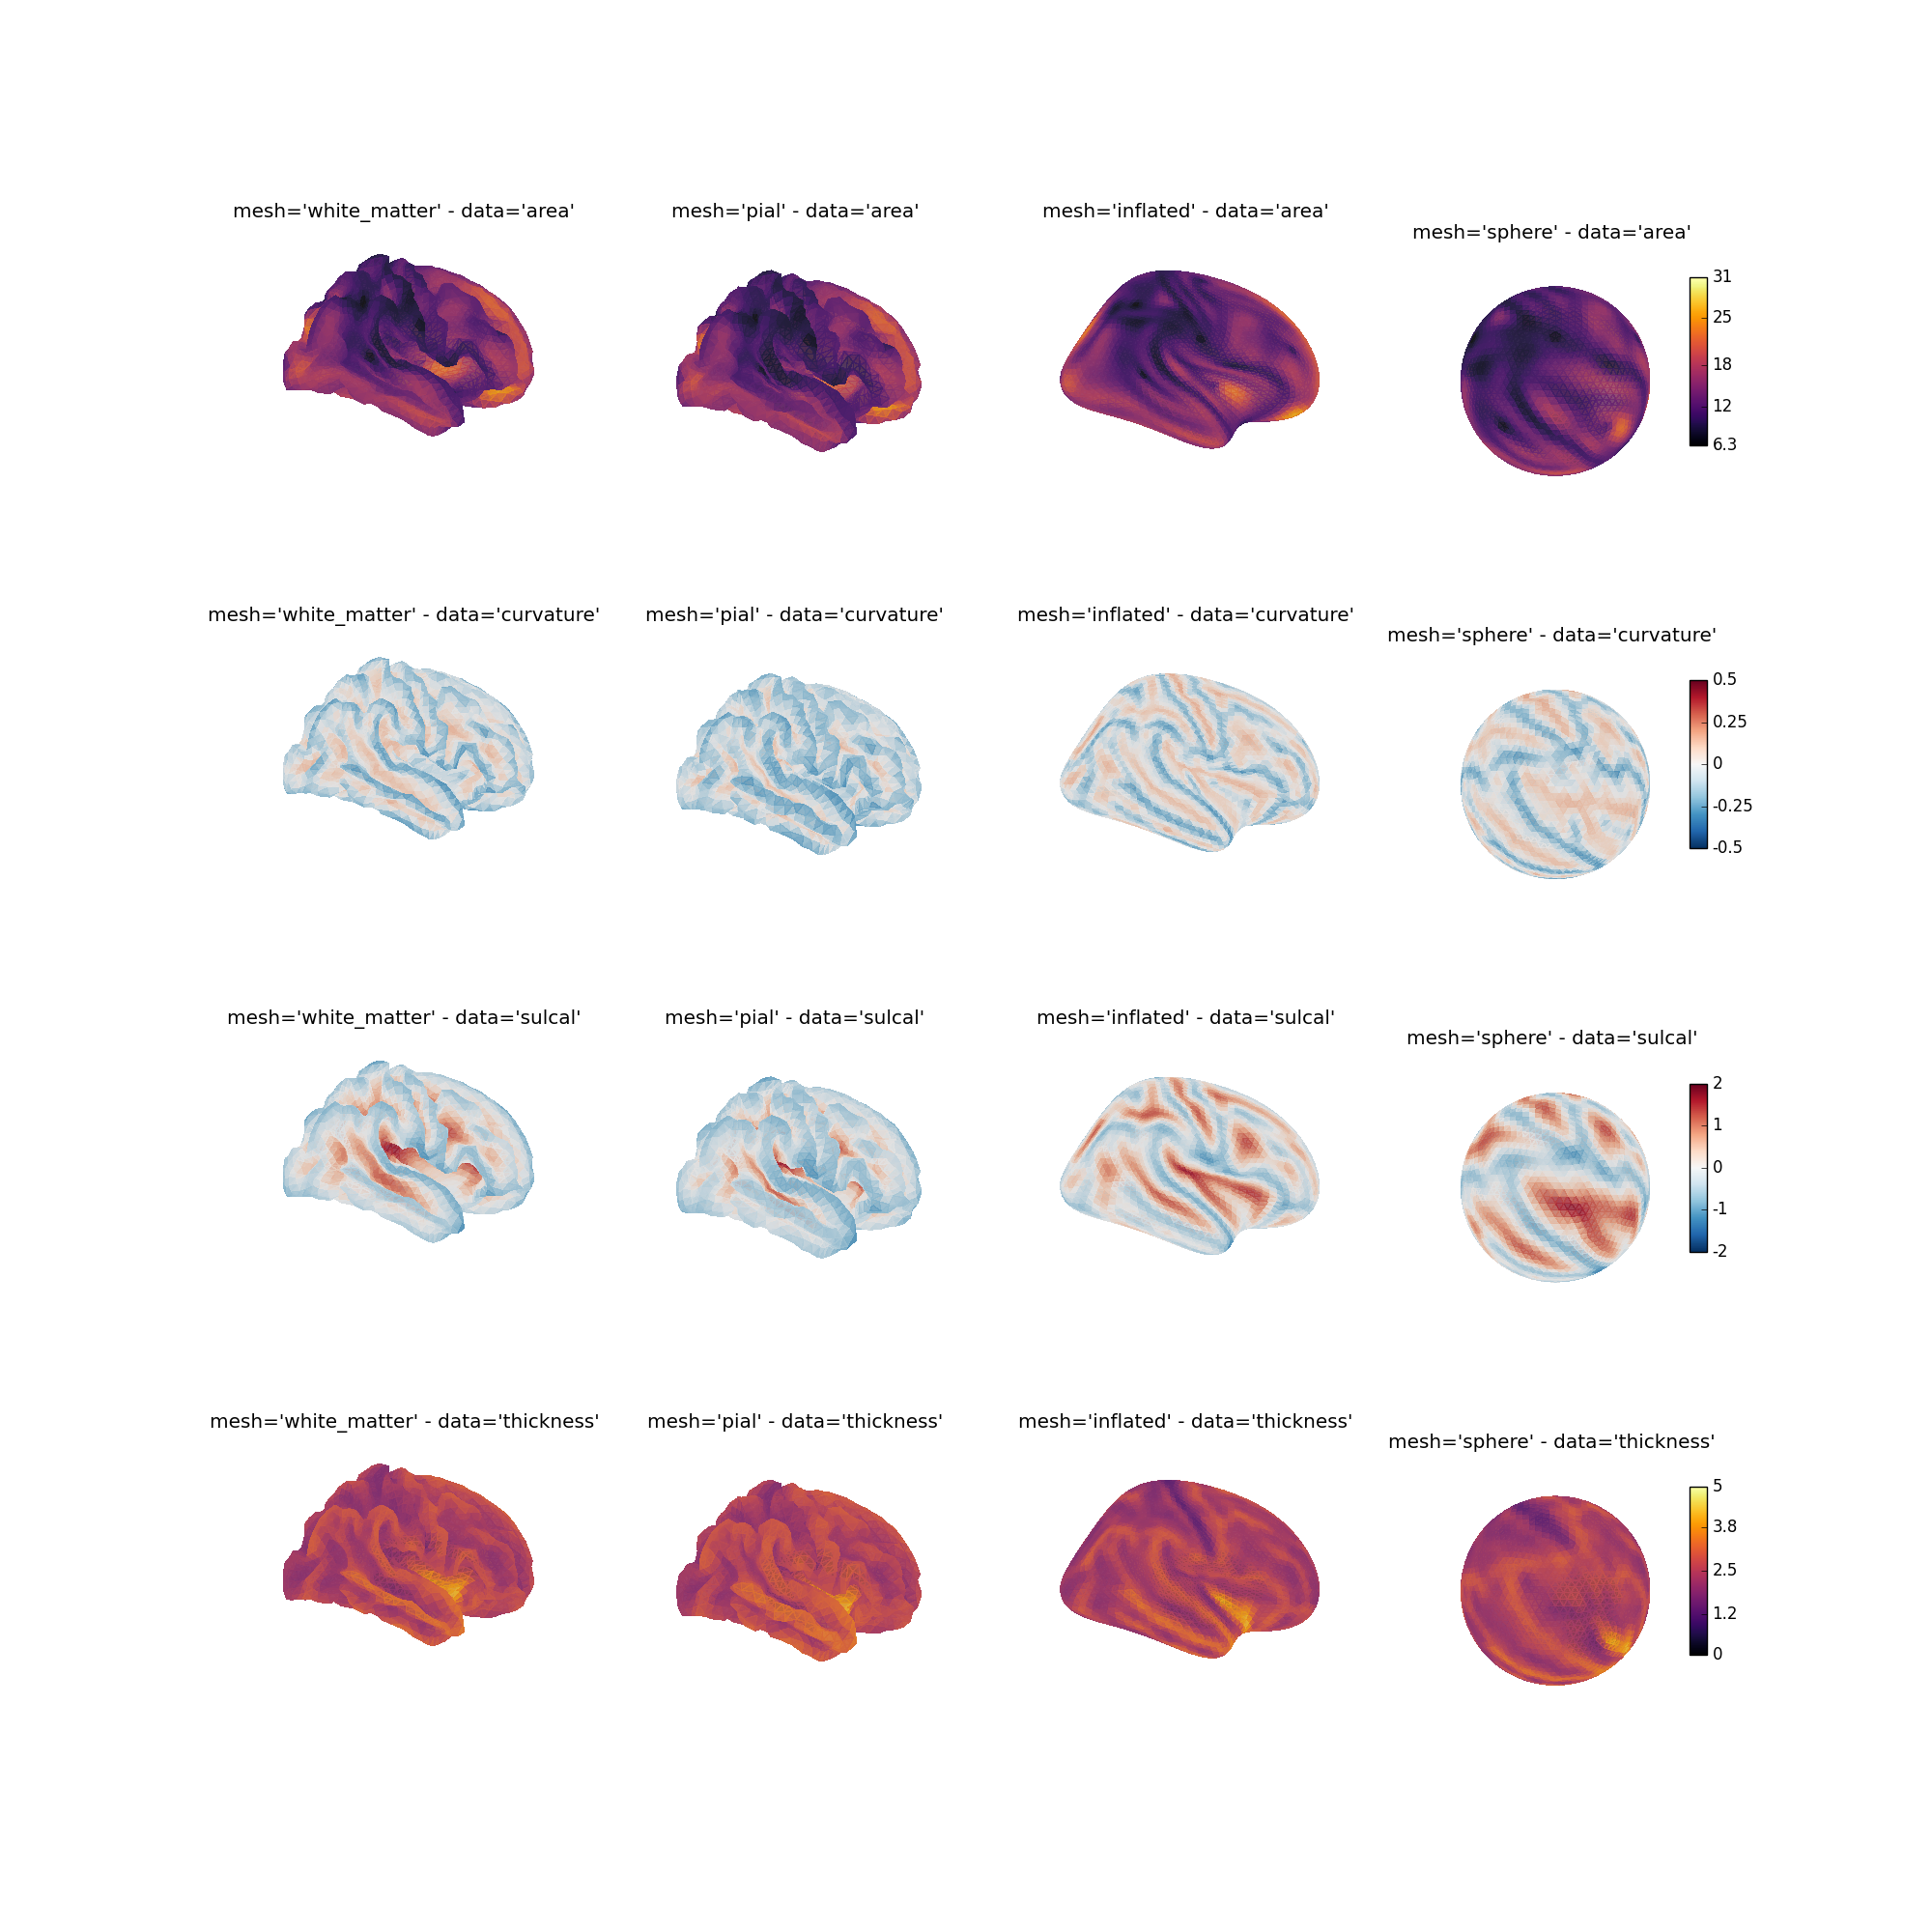 mesh='white_matter' - data='area'
mesh='pial' - data='area'
mesh='inflated' - data='area'
mesh='sphere' - data='area'
31
25
18
12
6.3
mesh='white_matter' - data='curvature'
mesh='pial' - data='curvature'
mesh='inflated' - data='curvature'
mesh='sphere' - data='curvature'
0.5
0.25
0
-0.25
-0.5
mesh='white_matter' - data='sulcal'
mesh='pial' - data='sulcal'
mesh='inflated' - data='sulcal'
mesh='sphere' - data='sulcal'
2
1
0
-1
-2
mesh='white_matter' - data='thickness'
mesh='pial' - data='thickness'
mesh='inflated' - data='thickness'
mesh='sphere' - data='thickness'
5
3.8
2.5
1.2
0